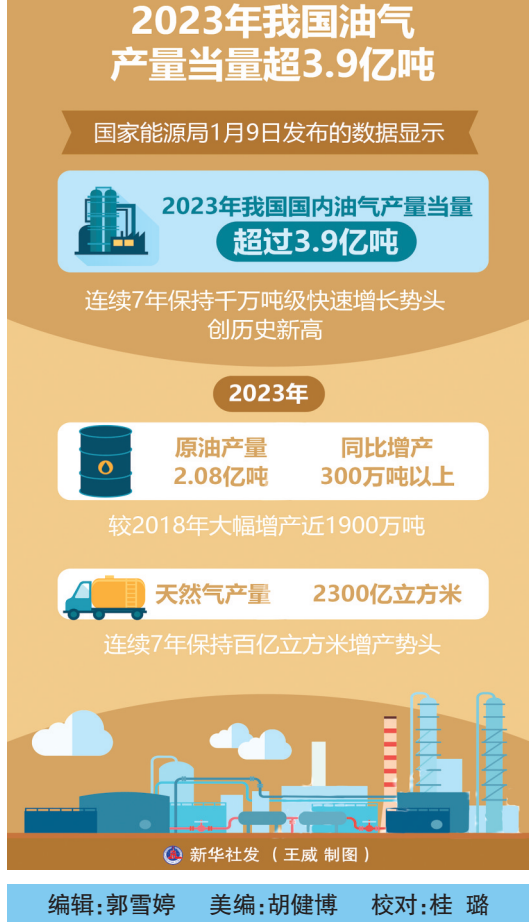 2023年我国油气
产量当量超3.9亿吨
国家能源局1月9日发布的数据显示
2023年我国国内油气产量当量
超过3.9亿吨
连续7年保持千万吨级快速增长势头
创历史新高
2023年
原油产量 同比增产
2.08亿吨 300万吨以上
较2018年大幅增产近1900万吨
天然气产量 2300亿立方米
连续7年保持百亿立方米增产势头
新华社发（王威 制图）
编辑:郭雪婷 美编:胡健博 校对:桂 璐